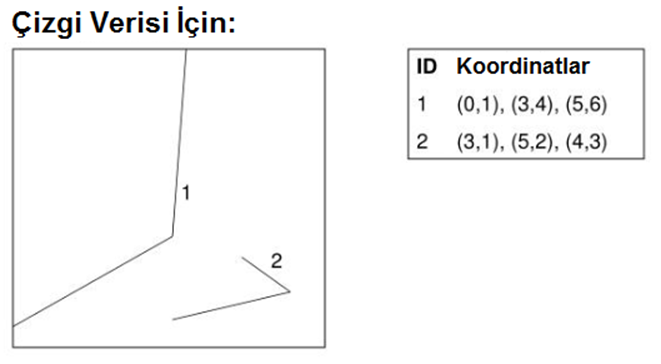 Çizgi Verisi İçin:
ID Koordinatlar
1 (0,1), (3,4), (5,6)
2 (3,1), (5,2), (4,3)
1
2